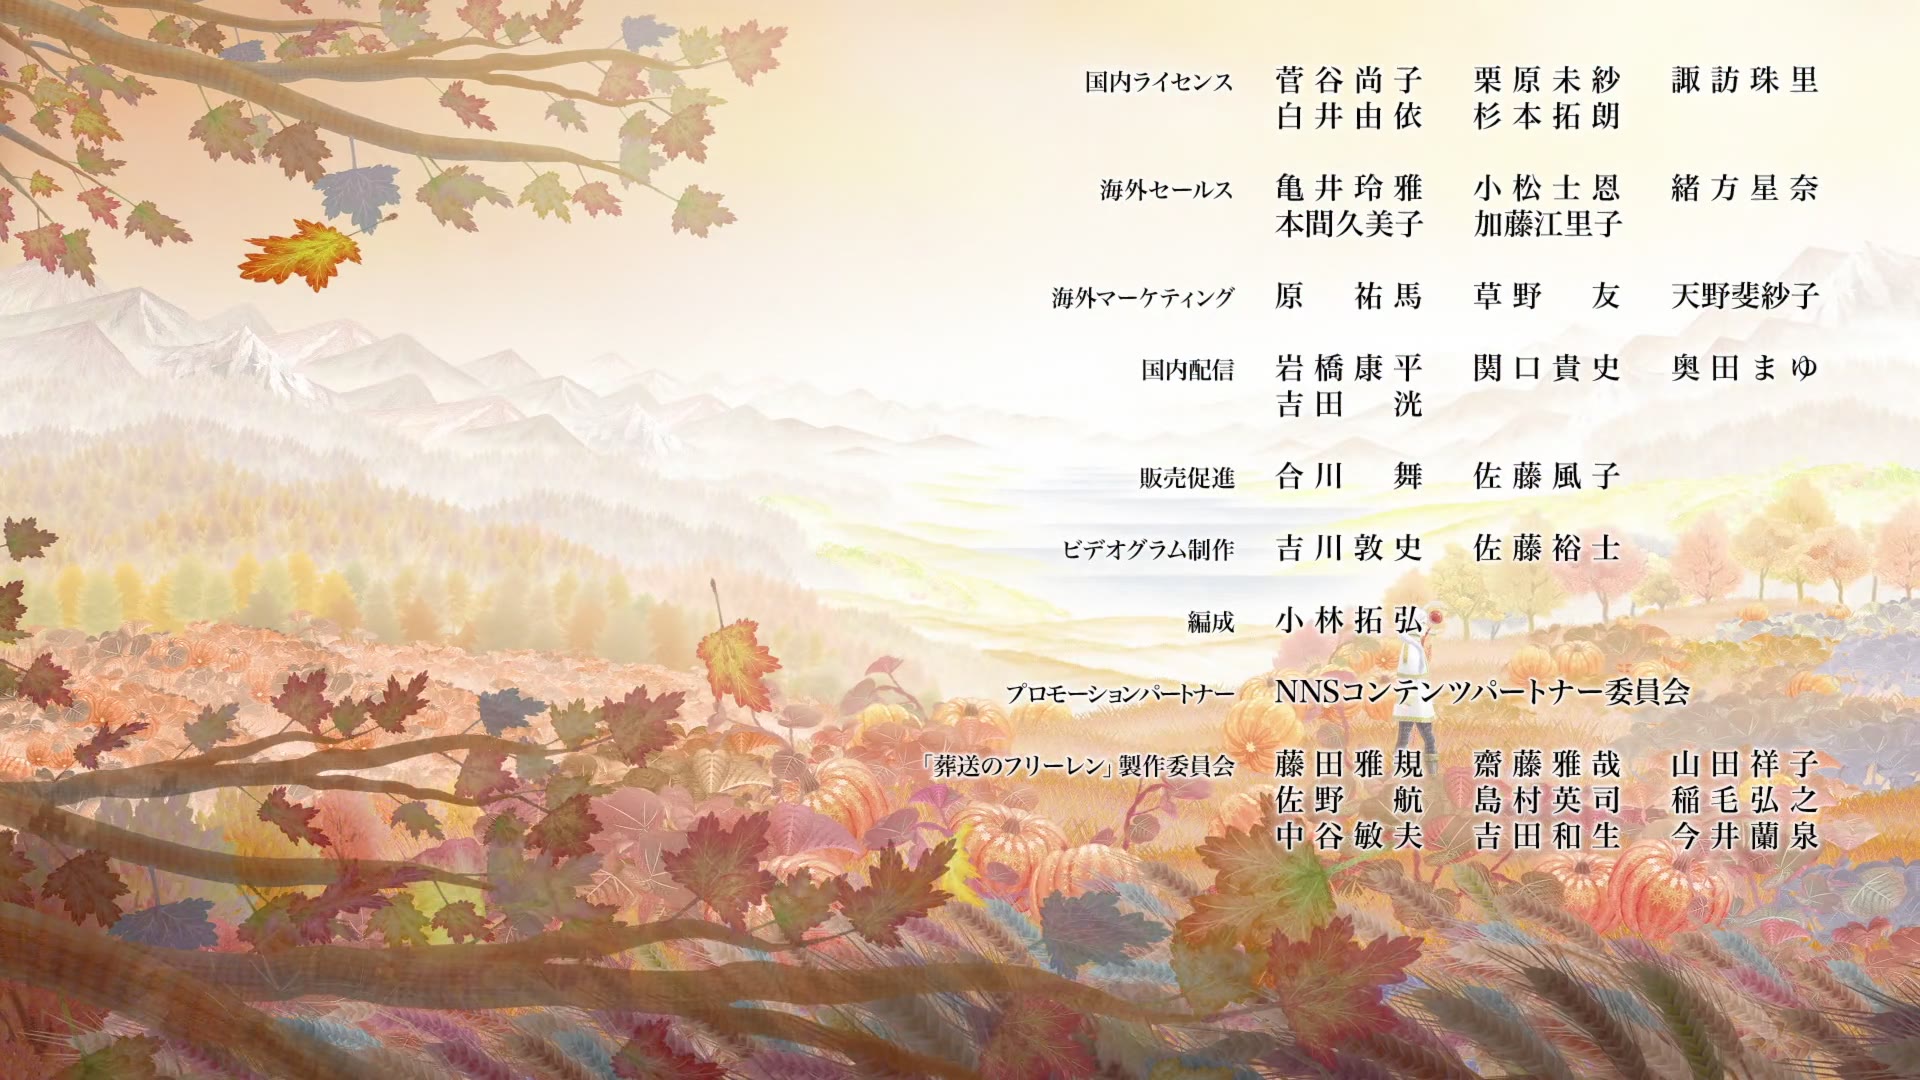 国内ライセンス 菅谷尚子 栗原未紗 諏訪珠里
白井由依 杉本拓朗
海外セールス 亀井玲雅 小松士恩 緒方星奈
本間久美子 加藤江里子
海外マーケティング 原祐馬 草野友 天野斐紗子
国内配信 岩橋康平 関口貴史 奥田まゆ
吉田洸
販売促進 合川舞 佐藤風子
ビデオグラム制作 吉川敦史 佐藤裕士
編成 小林拓弘
プロモーションパートナー NNSコンテンツパートナー委員会
「葬送のフリーレン」製作委員会 藤田雅規 齋藤雅哉 山田祥子
佐野航 島村英司 稲毛弘之
中谷敏夫 吉田和生 今井蘭泉